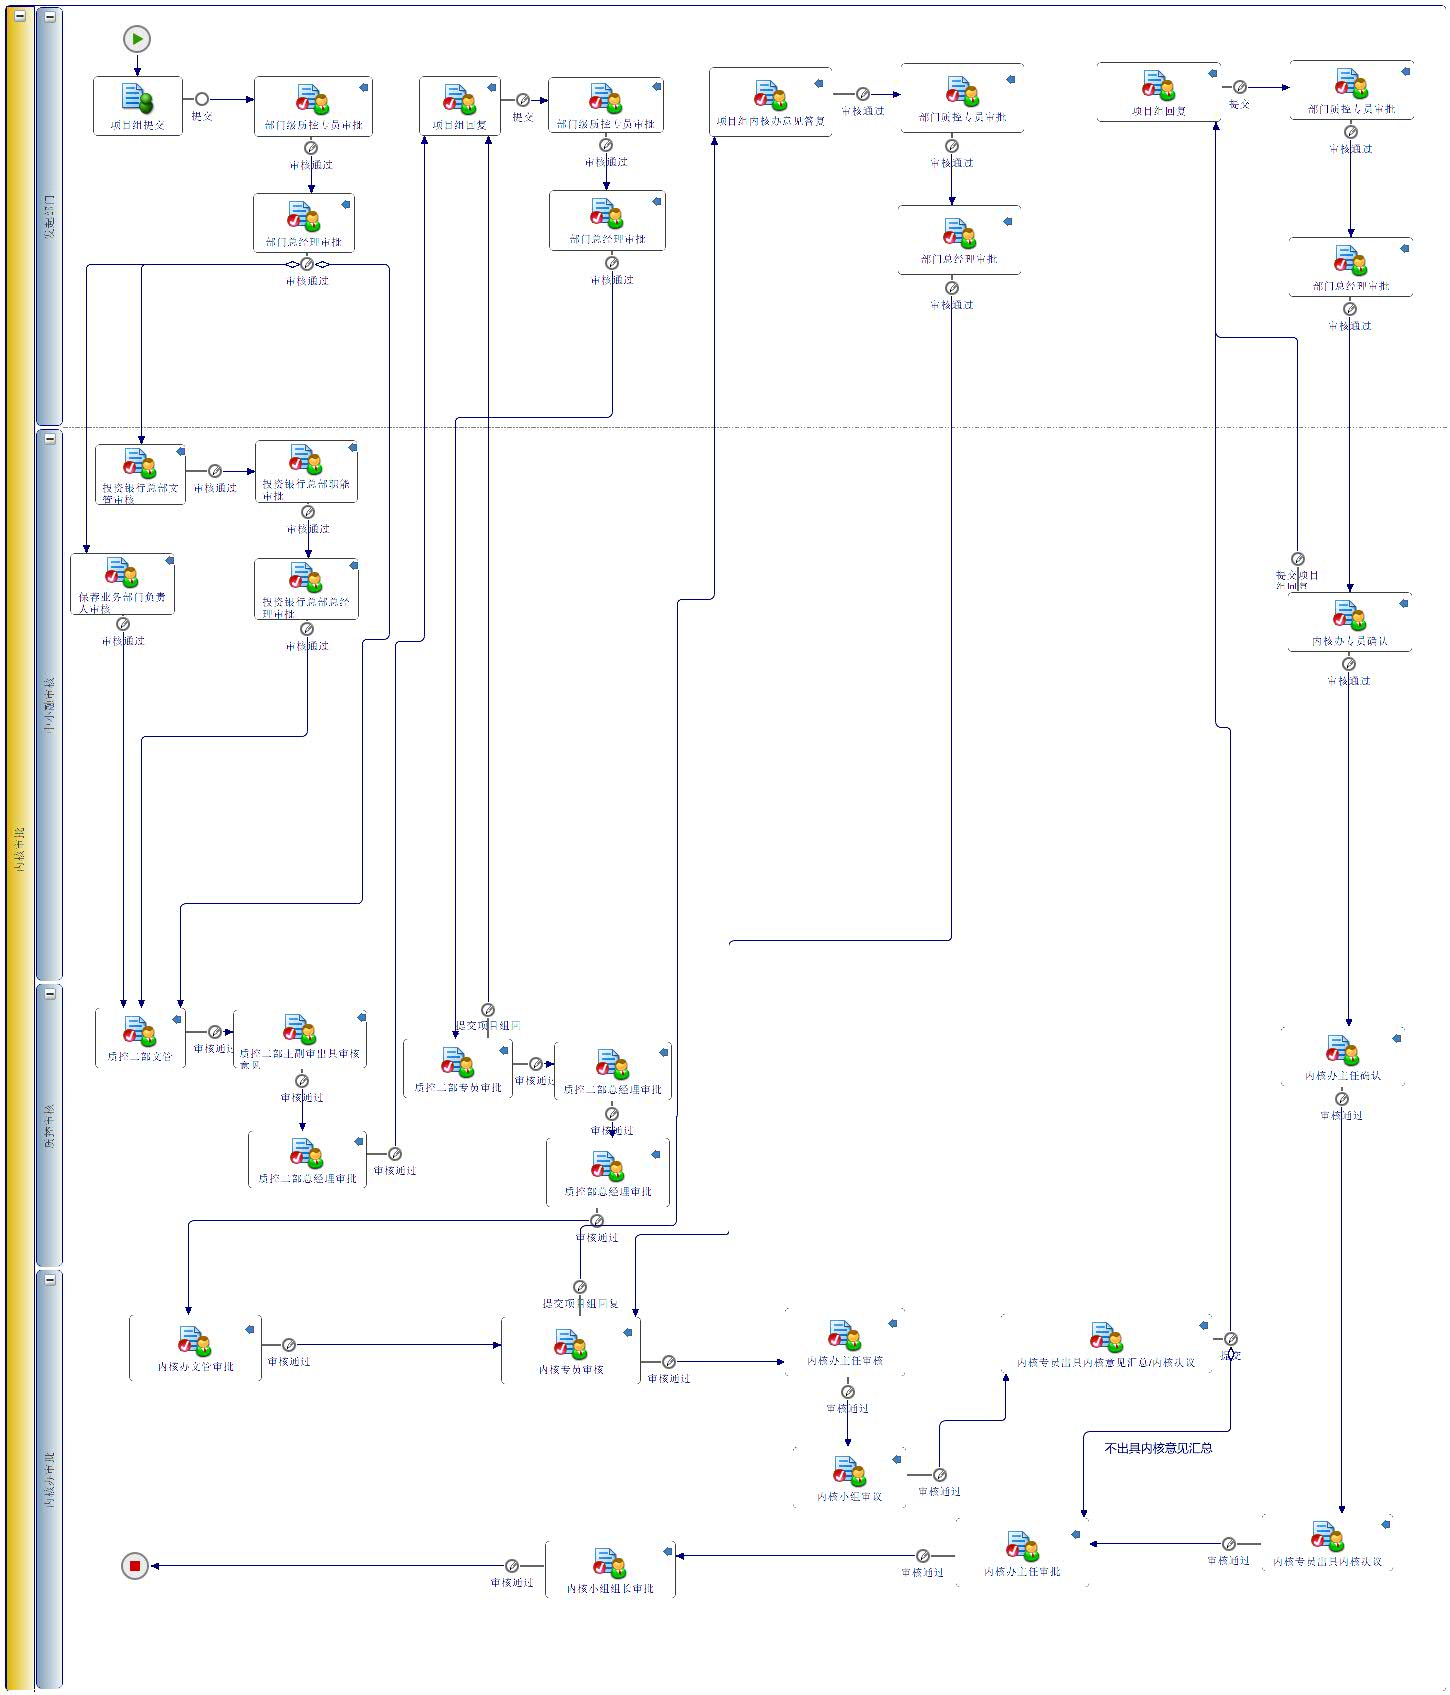 内核审批
发起部门
项目组提交
提交
部门级质控专员审批
审核通过
部门总经理审批
审核通过
项目组回复
提交
部门级质控专员审批
审核通过
部门总经理审批
审核通过
项目组内核办意见答复
审核通过
部门质控专员审批
审核通过
部门总经理审批
审核通过
项目组回复
提交
部门质控专员审批
审核通过
部门总经理审批
审核通过
中小融审核
投资银行总部文
管审核
审核通过
投资银行总部职能
审批
审核通过
保荐业务部门负责
人审核
审核通过
投资银行总部总经
理审批
审核通过
提交项目
组回复
内核办专员确认
审核通过
质控审核
质控二部文管
审核通过
质控二部主副审出具审核
意见
审核通过
质控二部总经理审批
审核通过
提交项目组回
质控二部专员审批
审核通过
质控二部总经理审批
审核通过
质控部总经理审批
审核通过
内核办主任确认
审核通过
内核办审批
内核办文管审批
审核通过
提交项目组回复
内核专员审核
审核通过
内核办主任审核
审核通过
内核小组审议
审核通过
内核专员出具内核意见汇总/内核决议
提交
不出具内核意见汇总
内核专员出具内核决议
审核通过
内核办主任审批
审核通过
内核小组组长审批
审核通过